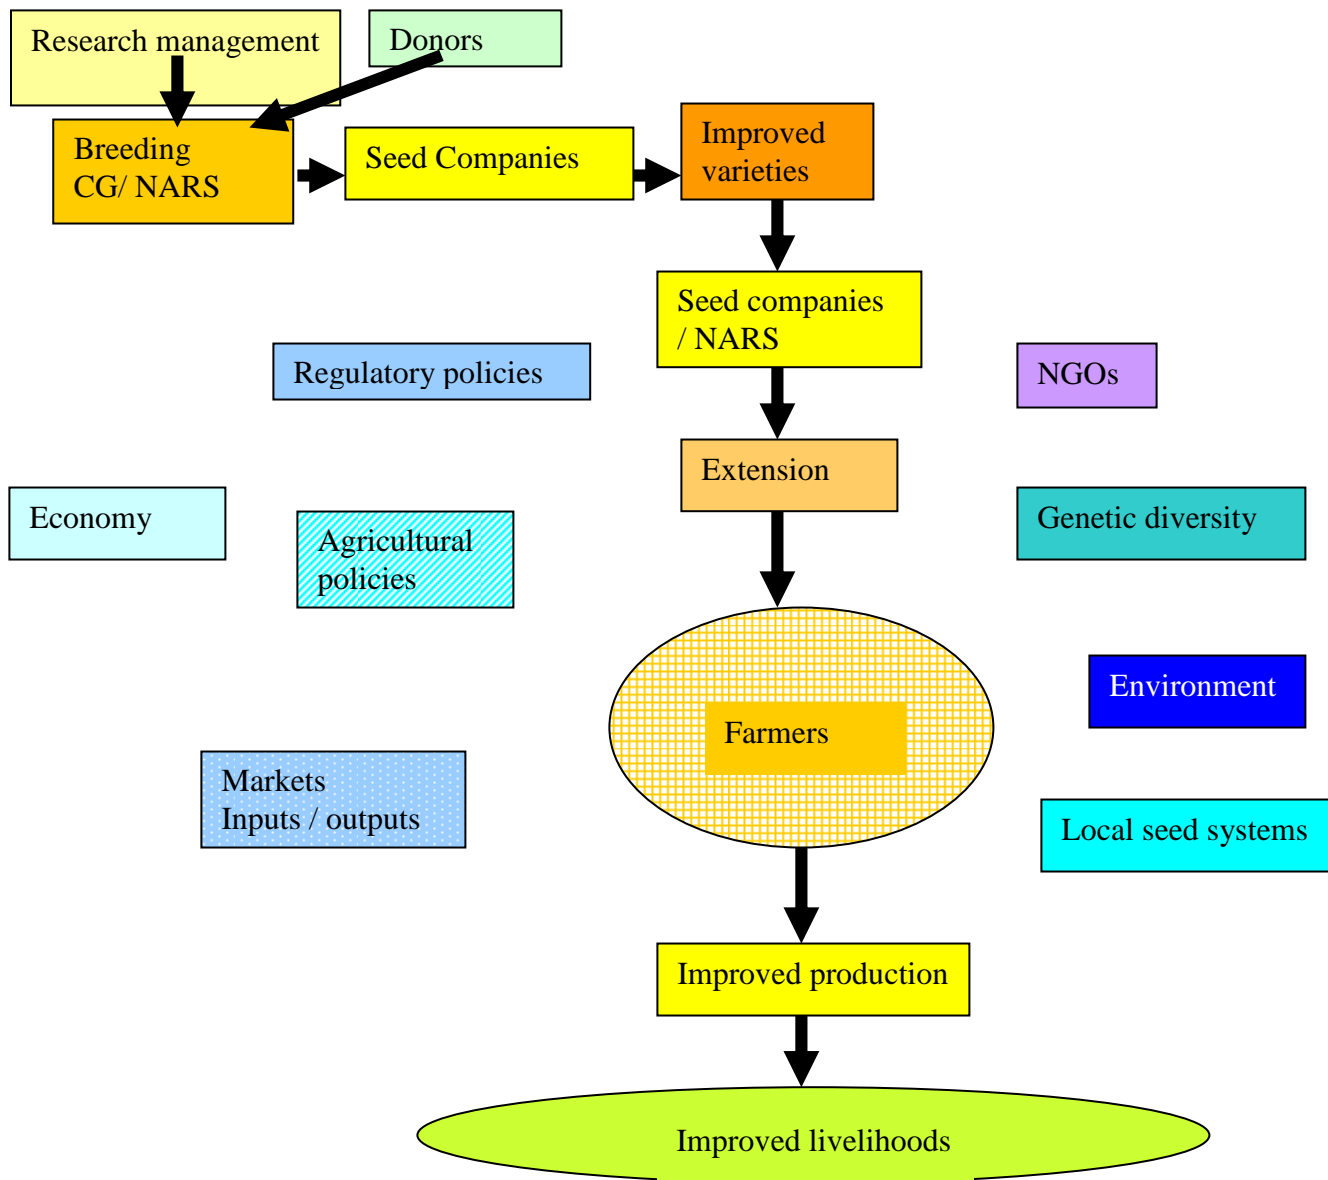 Research management
Donors
Breeding
CG/ NARS
Seed Companies
Improved
varieties
Seed companies
/ NARS
Regulatory policies
NGOs
Extension
Economy
Agricultural
policies
Genetic diversity
Environment
Farmers
Markets
Inputs / outputs
Local seed systems
Improved production
Improved livelihoods